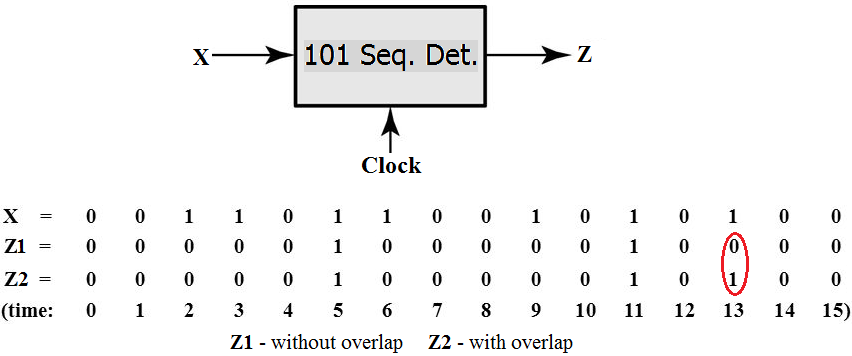 101 Seq. Det.
X
Z
Clock
X = 0 0 1 1 0 1 1 0 0 1 0 1 0 1 0 0
Z1 = 0 0 0 0 0 1 0 0 0 0 0 1 0 0 0 0
Z2 = 0 0 0 0 0 1 0 0 0 0 0 1 0 1 0 0
(time: 0 1 2 3 4 5 6 7 8 9 10 11 12 13 14 15)
Z1 - without overlap Z2 - with overlap